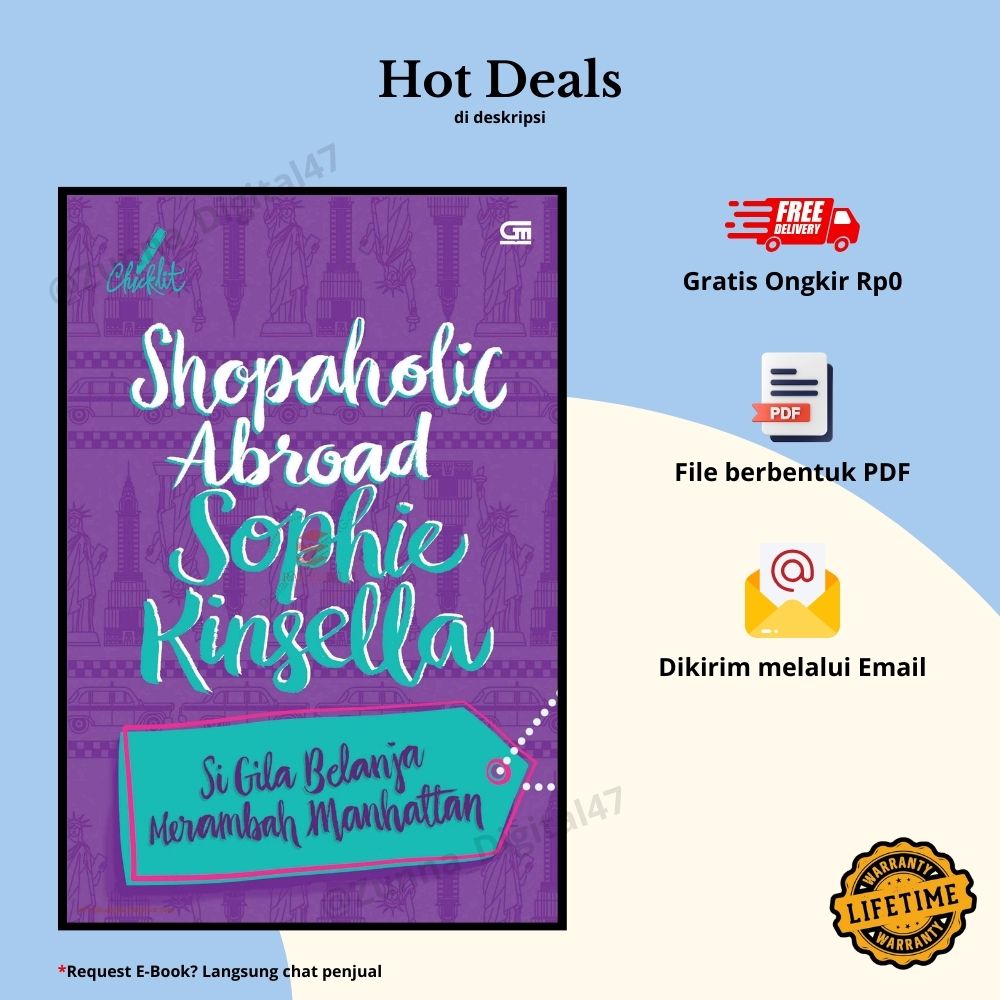 Hot Deals
di deskripsi
GM
Chicklit
Shopaholic
Abroad
Sophie
Kinsella
Si Gila Belanja
Merambah Manhattan
FREE
DELIVERY
Gratis Ongkir Rp0
PDF
File berbentuk PDF
@
Dikirim melalui Email
WARRANTY
LIFETIME
WARRANTY
*Request E-Book? Langsung chat penjual